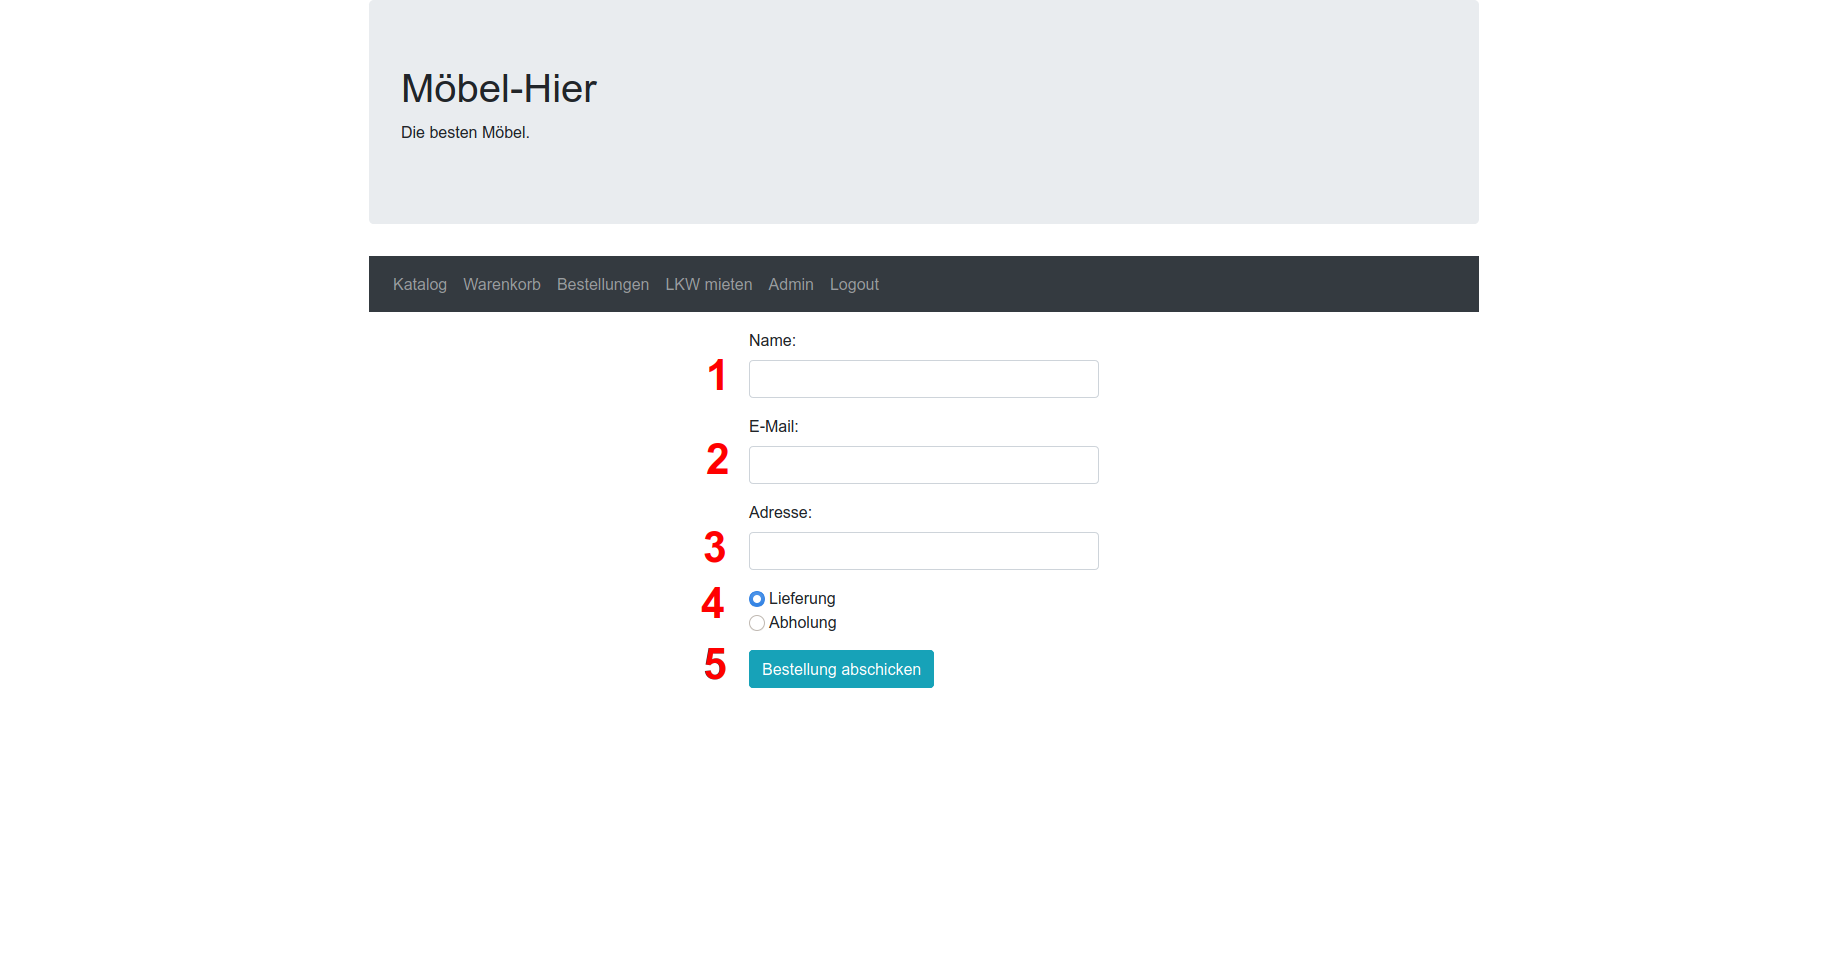 Möbel-Hier
Die besten Möbel.
Katalog Warenkorb Bestellungen LKW mieten Admin Logout
Name:
1
E-Mail:
2
Adresse:
3
4 Lieferung
Abholung
5 Bestellung abschicken